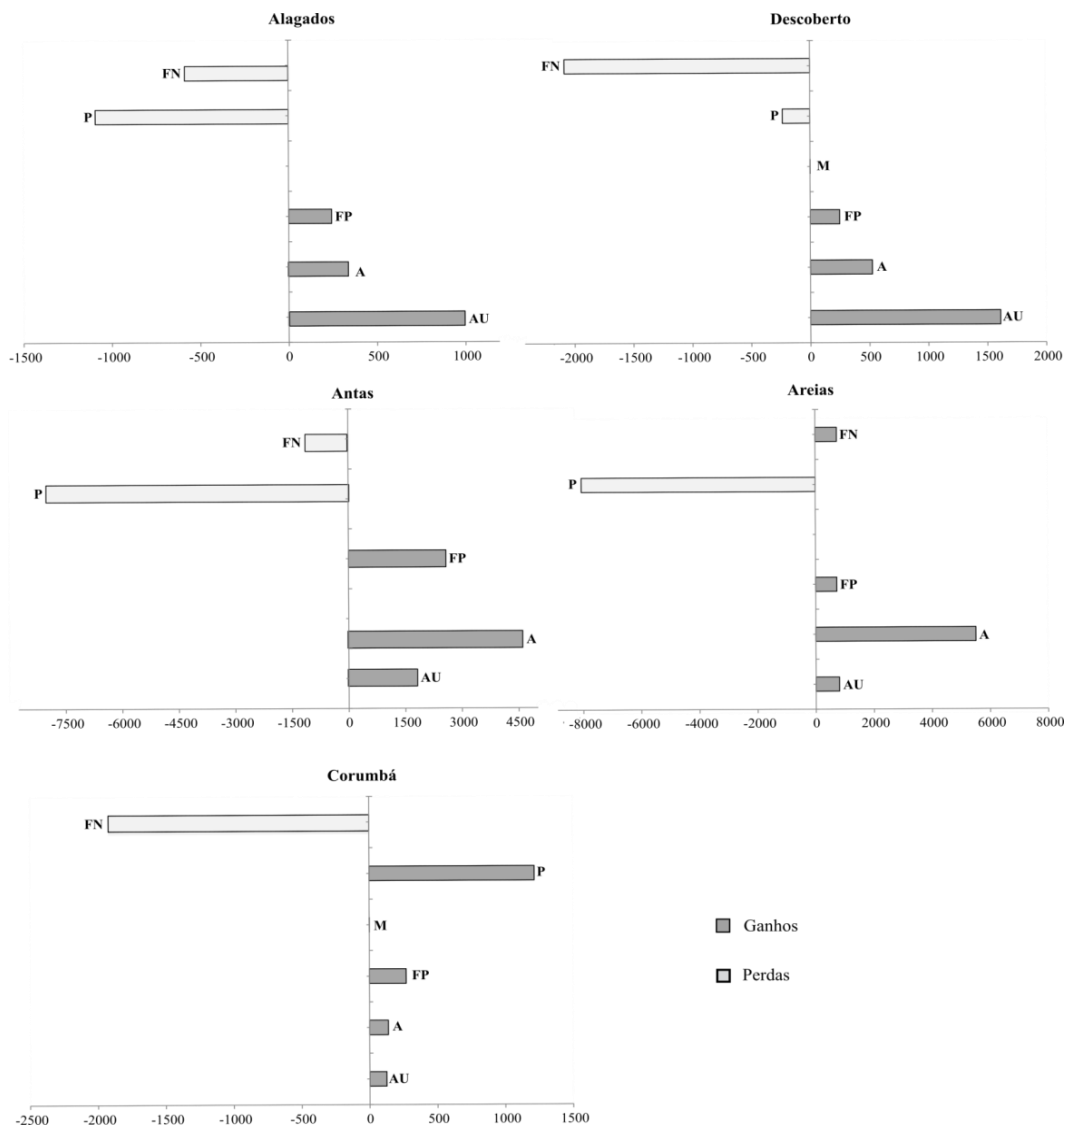 Alagados
FN
P
FP
A
AU
-1500 -1000 -500 0 500 1000
Descoberto
FN
P
M
FP
A
AU
-2000 -1500 -1000 -500 0 500 1000 1500 2000
Antas
FN
P
FP
A
AU
-7500 -6000 -4500 -3000 -1500 0 1500 3000 4500
Areias
FN
P
FP
A
AU
-8000 -6000 -4000 -2000 0 2000 4000 6000 8000
Corumbá
FN
P
M
FP
A
AU
-2500 -2000 -1500 -1000 -500 0 500 1000 1500
Ganhos
Perdas